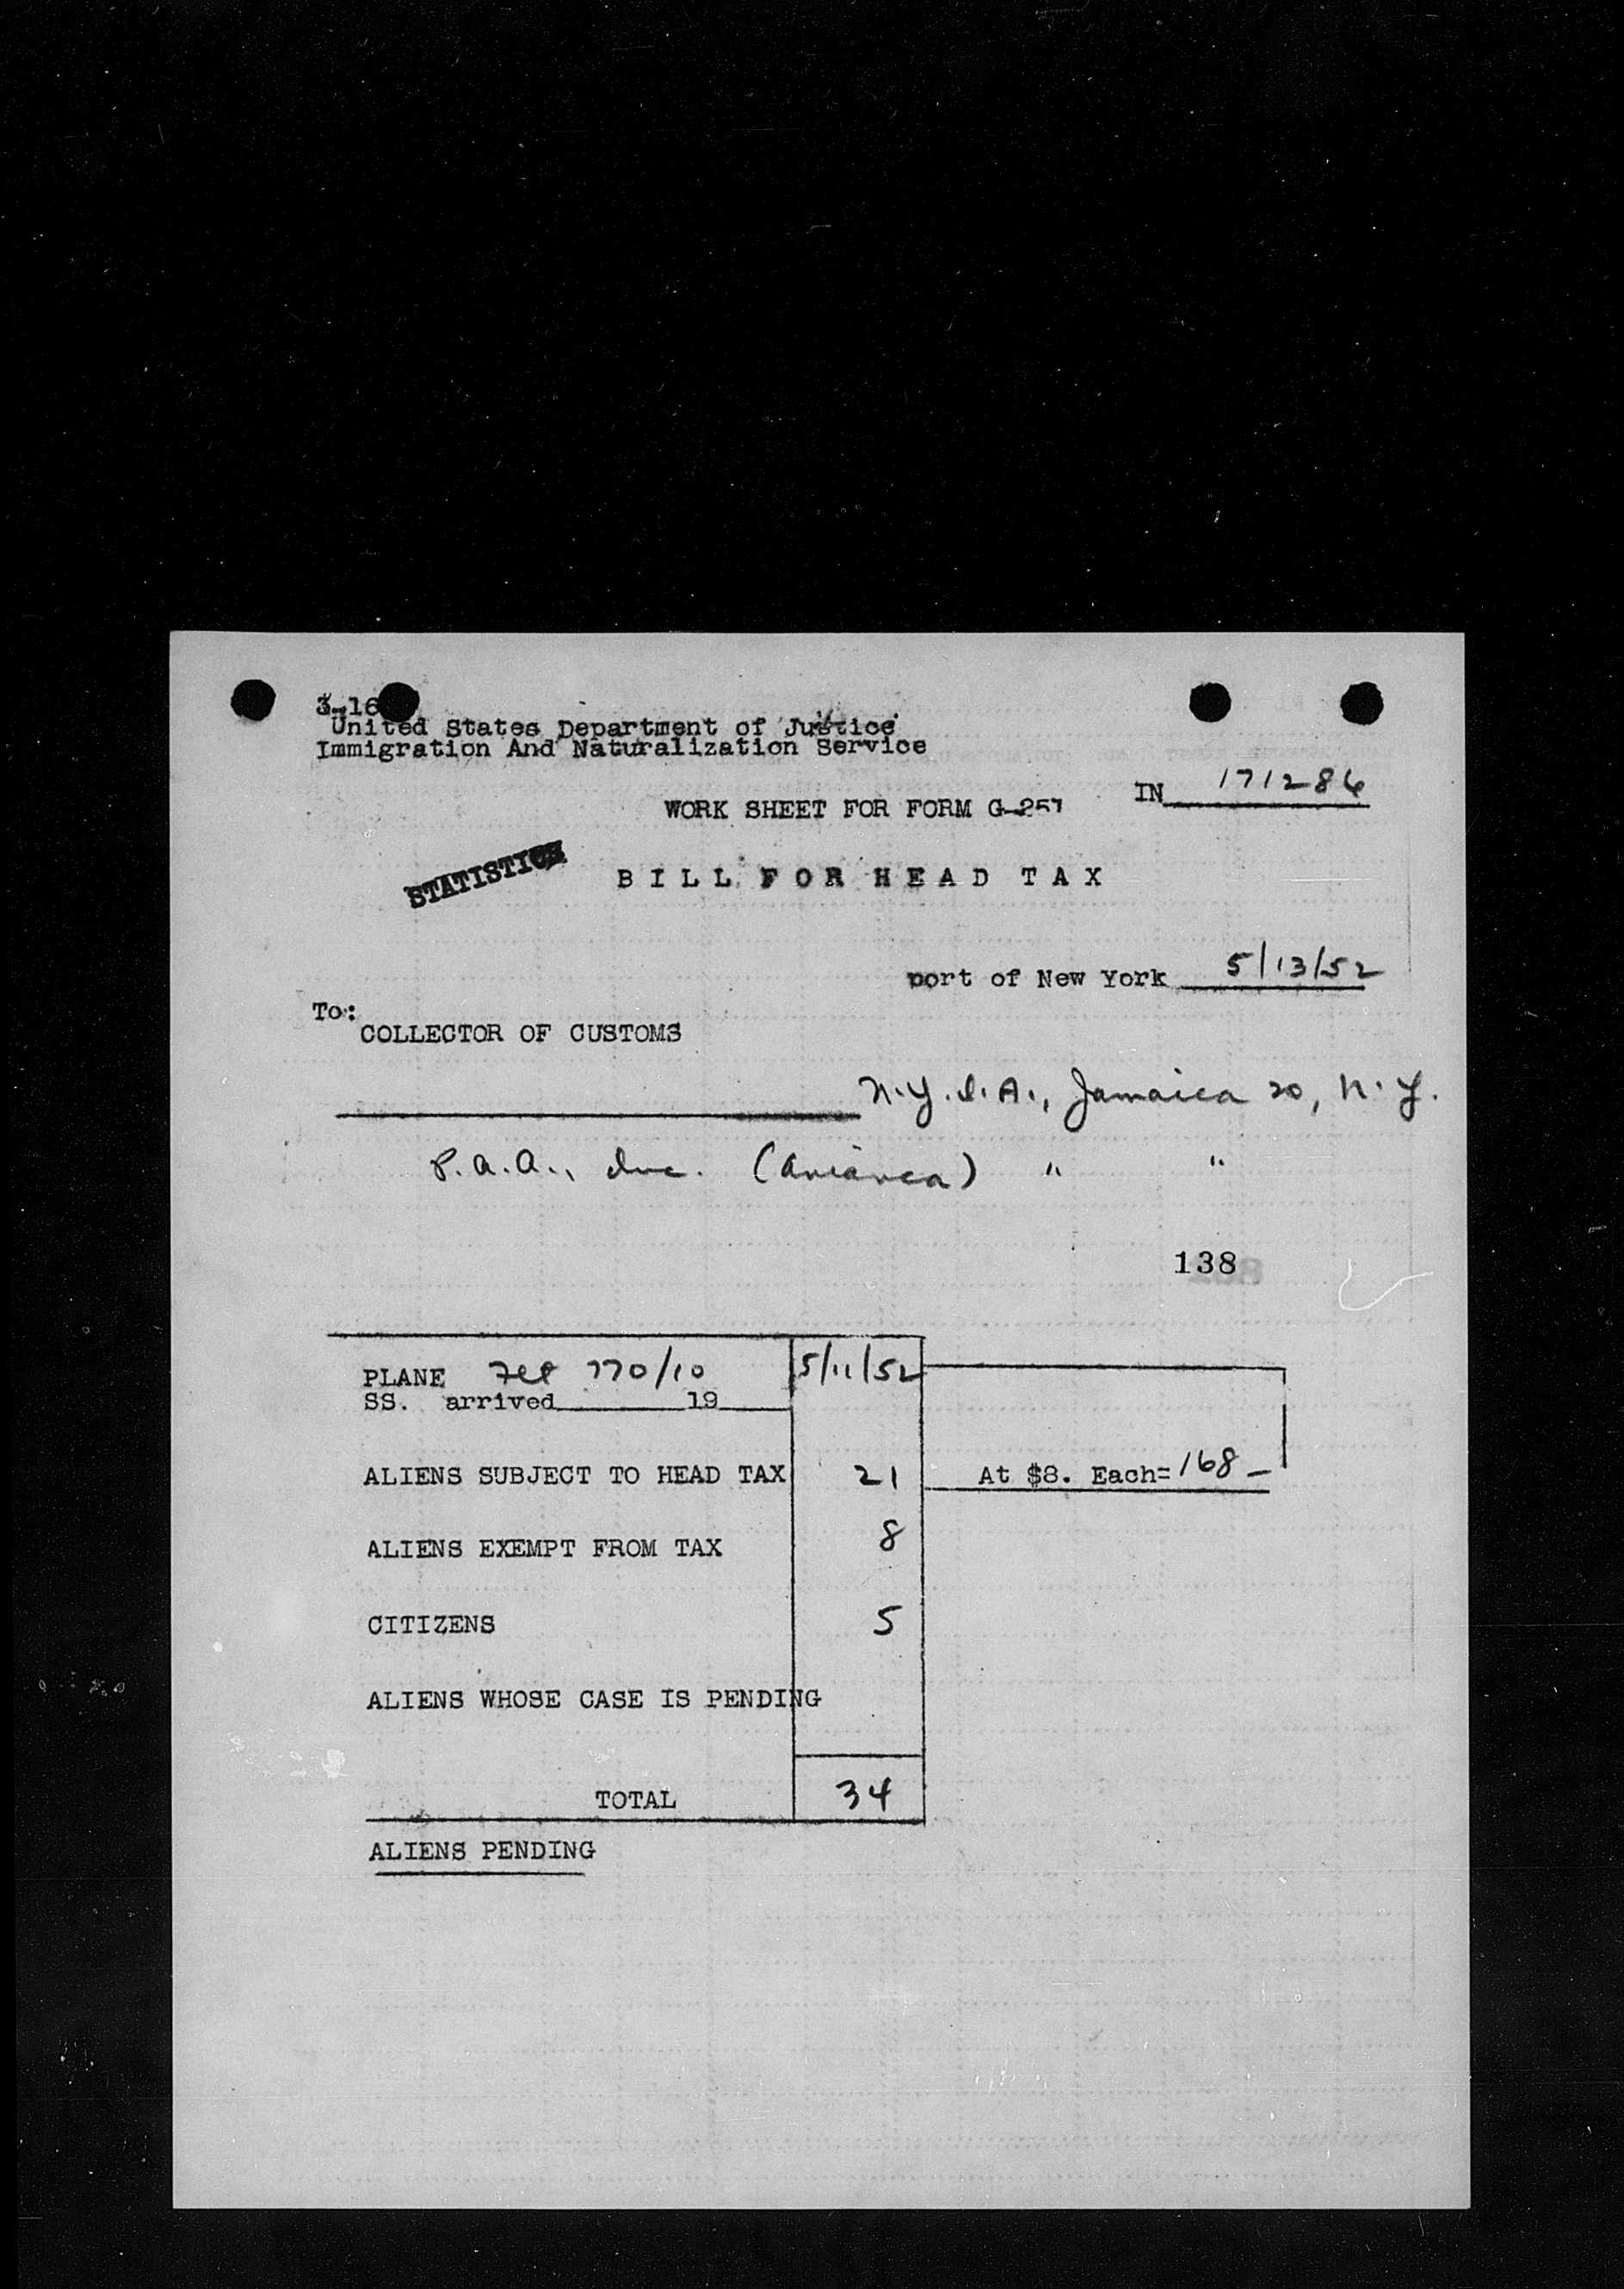 3-16
United States Department of Justice
Immigration And Naturalization Service
IN 171286
WORK SHEET FOR FORM G-257
STATISTICS
BILL FOR HEAD TAX
port of New York 5/13/52
To:
COLLECTOR OF CUSTOMS
N.Y.I.A., Jamaica 20, N.Y.
P.A.A., Inc. (Avianca) " "
138
PLANE 770/10 5/11/52
SS. arrived 19
ALIENS SUBJECT TO HEAD TAX 21 At $8. Each= 168 –
ALIENS EXEMPT FROM TAX 8
CITIZENS 5
ALIENS WHOSE CASE IS PENDING
TOTAL 34
ALIENS PENDING